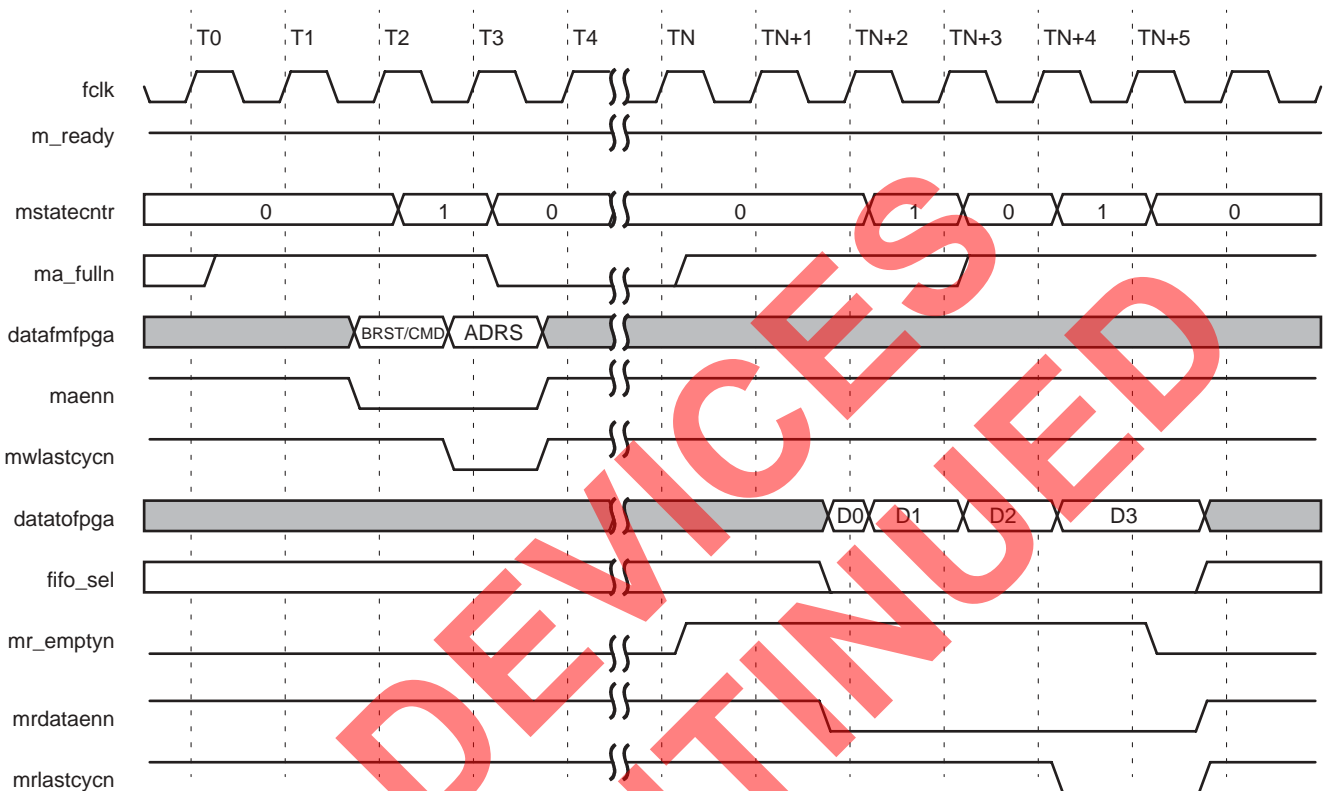 T0 T1 T2 T3 T4 TN TN+1 TN+2 TN+3 TN+4 TN+5
fclk
m_ready
mstatecntr 0 1 0 0 1 0 1 0
ma_fulln
datafmfpga BRST/CMD ADRS
maenn
mwlastcycn
datatofpga D0 D1 D2 D3
fifo_sel
mr_emptyn
mrdataenn
mrlastcycn
DEVICES
TINUED